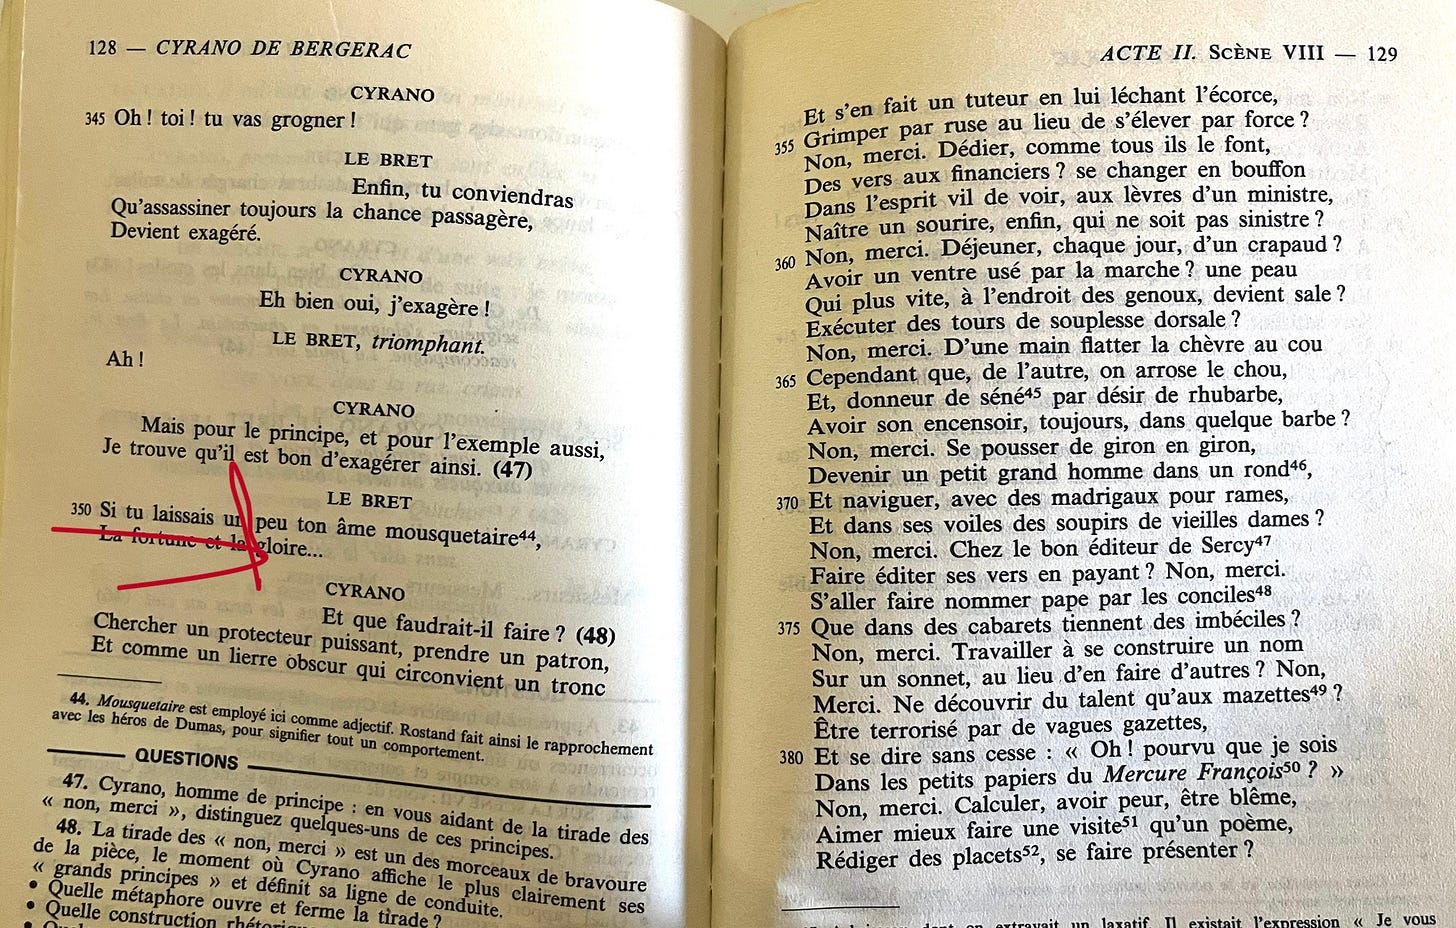 128 — CYRANO DE BERGERAC
CYRANO
345 Oh ! toi ! tu vas grogner !
LE BRET
Enfin, tu conviendras
Qu'assassiner toujours la chance passagère,
Devient exagéré.
CYRANO
Eh bien oui, j'exagère !
LE BRET, triomphant.
Ah !
CYRANO
Mais pour le principe, et pour l'exemple aussi,
Je trouve qu'il est bon d'exagérer ainsi. (47)
LE BRET
350 Si tu laissais un peu ton âme mousquetaire44,
La fortune et la gloire...
CYRANO
Et que faudrait-il faire ? (48)
Chercher un protecteur puissant, prendre un patron,
Et comme un lierre obscur qui circonvient un tronc
44. Mousquetaire est employé ici comme adjectif. Rostand fait ainsi le rapprochement
avec les héros de Dumas, pour signifier tout un comportement.
QUESTIONS
47. Cyrano, homme de principe : en vous aidant de la tirade des
« non, merci », distinguez quelques-uns de ces principes.
48. La tirade des « non, merci » est un des morceaux de bravoure
de la pièce, le moment où Cyrano affiche le plus clairement ses
« grands principes » et définit sa ligne de conduite.
• Quelle métaphore ouvre et ferme la tirade ?
• Quelle construction
ACTE II. SCÈNE VIII — 129
Et s'en fait un tuteur en lui léchant l'écorce,
355 Grimper par ruse au lieu de s'élever par force ?
Non, merci. Dédier, comme tous ils le font,
Des vers aux financiers ? se changer en bouffon
Dans l'esprit vil de voir, aux lèvres d'un ministre,
Naître un sourire, enfin, qui ne soit pas sinistre ?
360 Non, merci. Déjeuner, chaque jour, d'un crapaud ?
Avoir un ventre usé par la marche ? une peau
Qui plus vite, à l'endroit des genoux, devient sale ?
Exécuter des tours de souplesse dorsale ?
Non, merci. D'une main flatter la chèvre au cou
365 Cependant que, de l'autre, on arrose le chou,
Et, donneur de séné45 par désir de rhubarbe,
Avoir son encensoir, toujours, dans quelque barbe ?
Non, merci. Se pousser de giron en giron,
Devenir un petit grand homme dans un rond46,
370 Et naviguer, avec des madrigaux pour rames,
Et dans ses voiles des soupirs de vieilles dames ?
Non, merci. Chez le bon éditeur de Sercy47
Faire éditer ses vers en payant ? Non, merci.
S'aller faire nommer pape par les conciles48
375 Que dans des cabarets tiennent des imbéciles ?
Non, merci. Travailler à se construire un nom
Sur un sonnet, au lieu d'en faire d'autres ? Non,
Merci. Ne découvrir du talent qu'aux mazettes49 ?
Être terrorisé par de vagues gazettes,
380 Et se dire sans cesse : « Oh ! pourvu que je sois
Dans les petits papiers du Mercure François50 ? »
Non, merci. Calculer, avoir peur, être blême,
Aimer mieux faire une visite51 qu'un poème,
Rédiger des placets52, se faire présenter ?
extrayait un laxatif. Il existait l'expression « Je vous